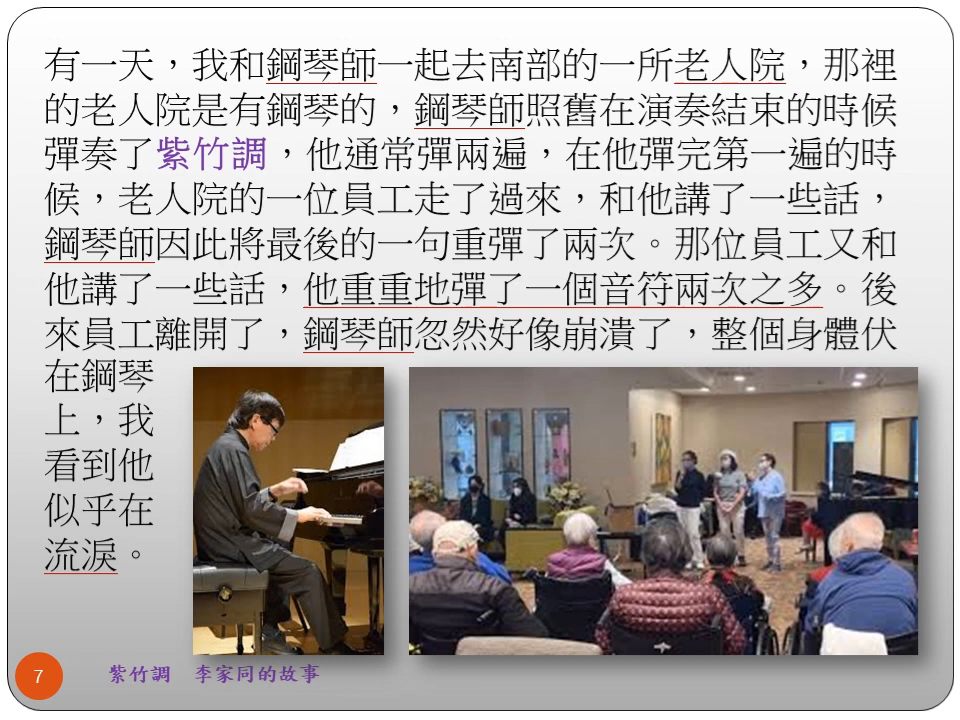 有一天，我和鋼琴師一起去南部的一所老人院，那裡
的老人院是有鋼琴的，鋼琴師照舊在演奏結束的時候
彈奏了紫竹調，他通常彈兩遍，在他彈完第一遍的時
候，老人院的一位員工走了過來，和他講了一些話，
鋼琴師因此將最後的一句重彈了兩次。那位員工又和
他講了一些話，他重重地彈了一個音符兩次之多。後
來員工離開了，鋼琴師忽然好像崩潰了，整個身體伏
在鋼琴
上，我
看到他
似乎在
流淚。
7
紫竹調　李家同的故事